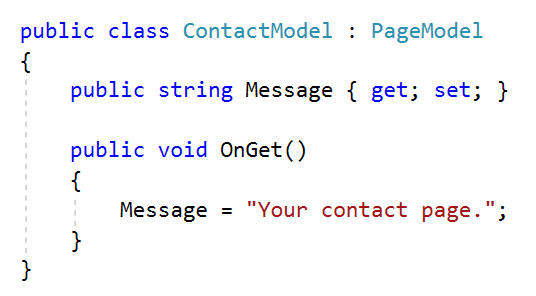 public class ContactModel : PageModel
{
    public string Message { get; set; }

    public void OnGet()
    {
        Message = "Your contact page.";
    }
}